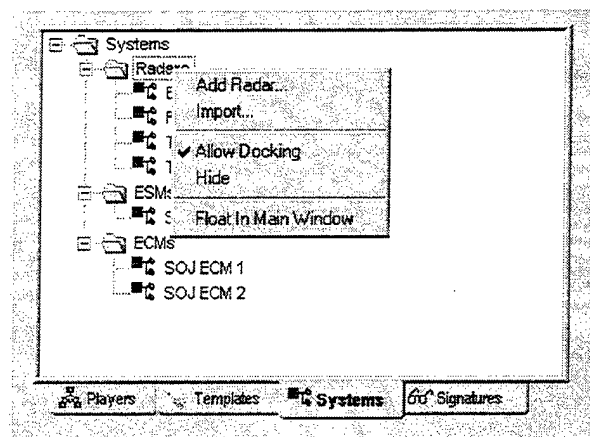 Systems
Radars
Add Radar...
E
Import...
F
T
Allow Docking
T
Hide
ESMs
S
Float In Main Window
ECMs
SOJ ECM 1
SOJ ECM 2
Players Templates Systems Signatures